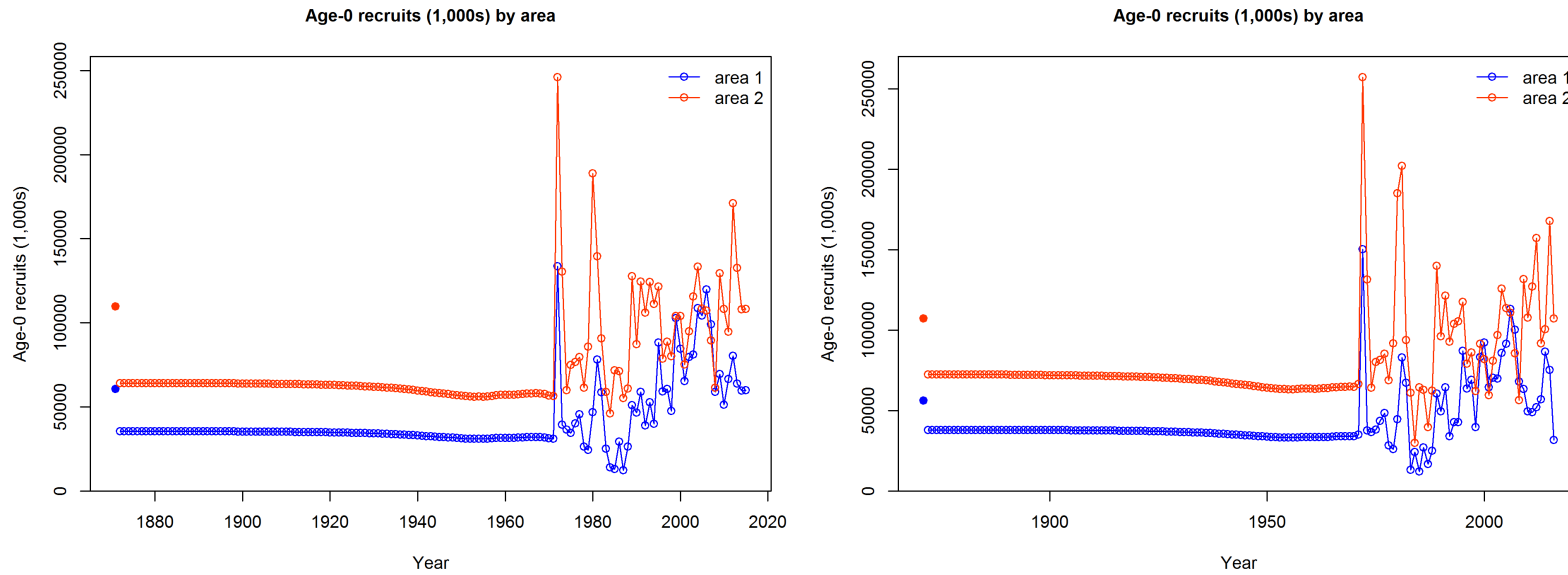 Age-0 recruits (1,000s) by area
Age-0 recruits (1,000s)
250000
200000
150000
100000
50000
0
area 1
area 2
1880 1900 1920 1940 1960 1980 2000 2020
Year
Age-0 recruits (1,000s) by area
Age-0 recruits (1,000s)
250000
200000
150000
100000
50000
0
area 1
area 2
1900 1950 2000
Year